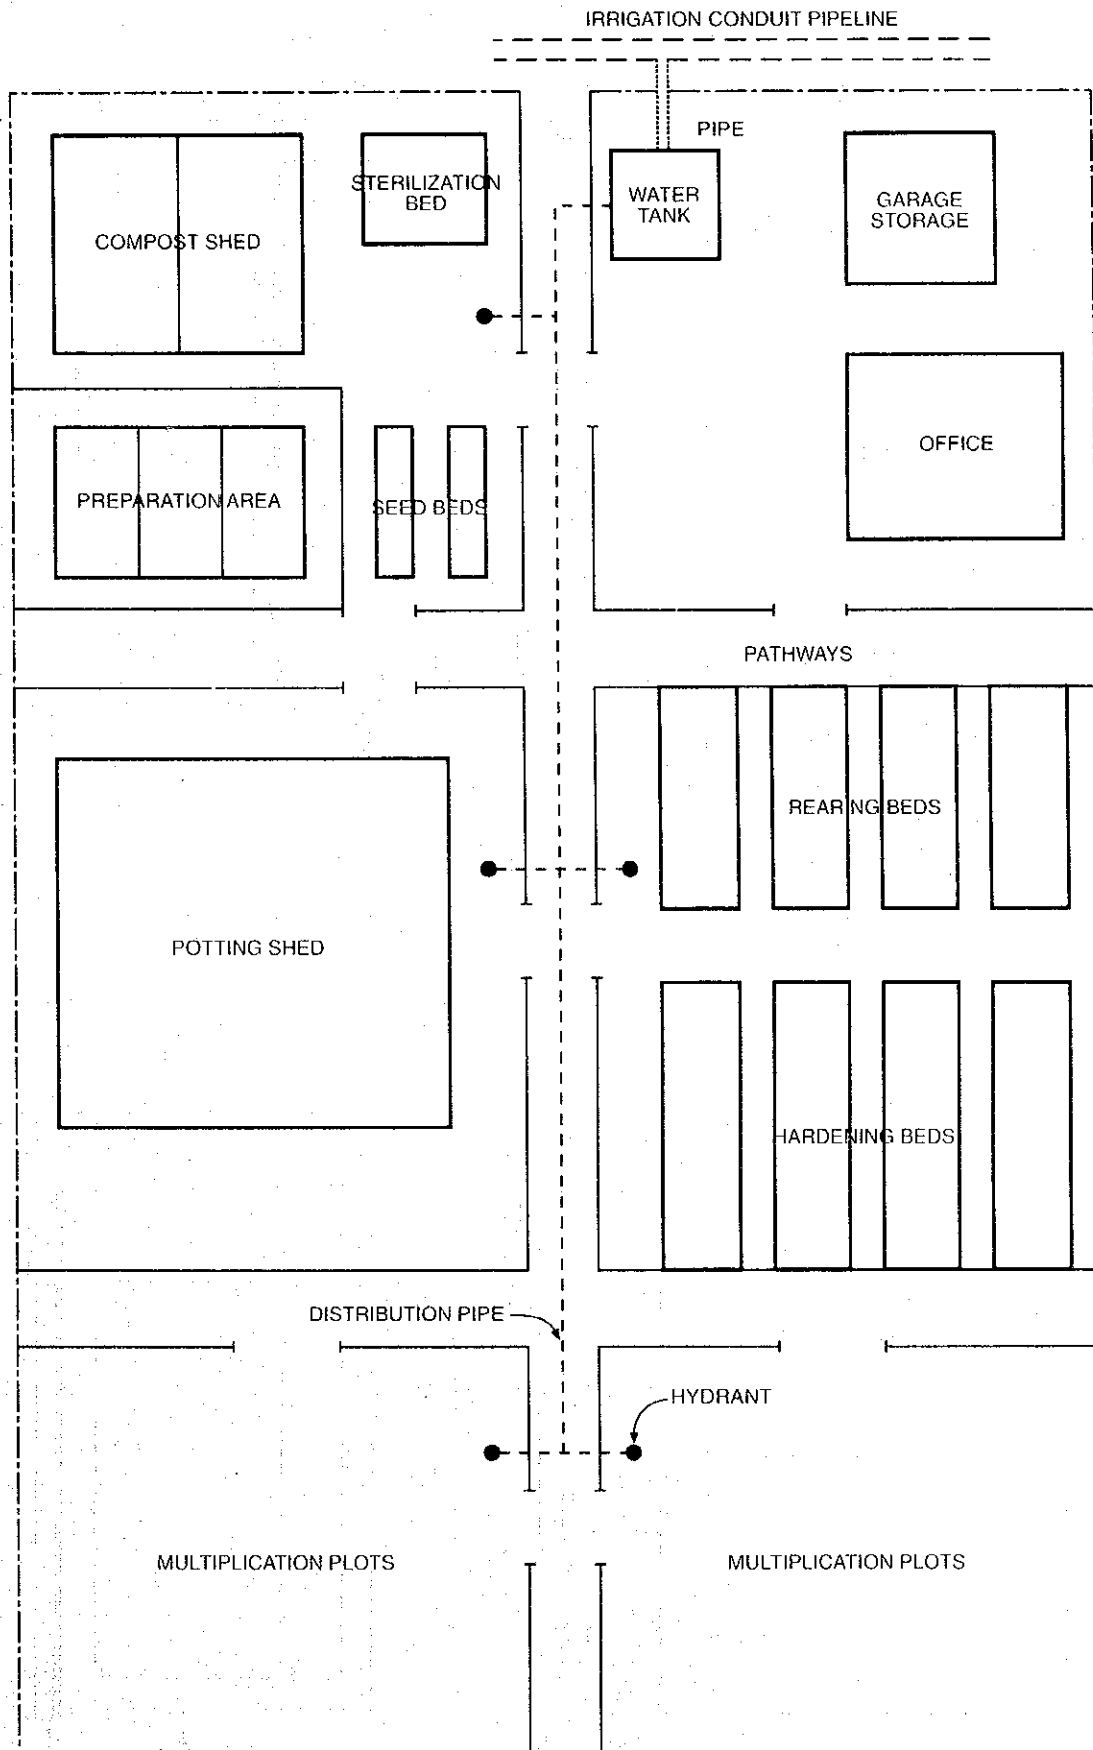 IRRIGATION CONDUIT PIPELINE
PIPE
STERILIZATION
BED
WATER
TANK
GARAGE
STORAGE
COMPOST SHED
OFFICE
PREPARATION AREA
SEED BEDS
PATHWAYS
REARING BEDS
POTTING SHED
HARDENING BEDS
DISTRIBUTION PIPE
HYDRANT
MULTIPLICATION PLOTS
MULTIPLICATION PLOTS